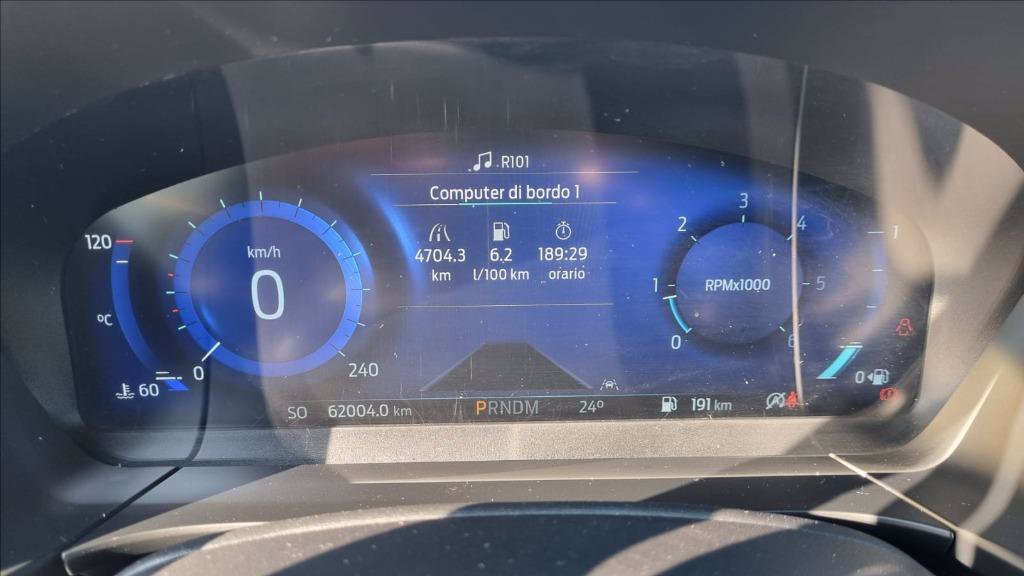 R101
Computer di bordo 1
4704.3 6.2 189:29
km l/100 km orario
120
°C
60
km/h
0
0
240
0
1
2
3
4
5
6
RPMx1000
1
0
SO 62004.0 km PRNDM 24° 191 km